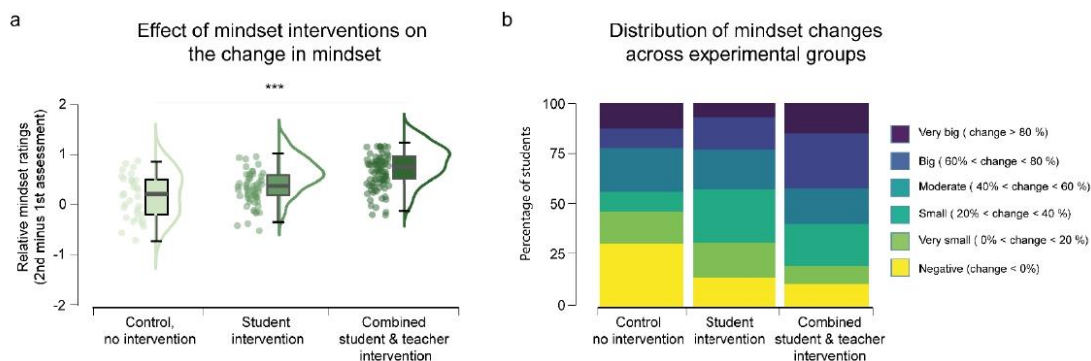 a
Effect of mindset interventions on
the change in mindset
***
Relative mindset ratings
(2nd minus 1st assessment)
2
1
0
-1
-2
Control,
no intervention
Student
intervention
Combined
student & teacher
intervention
b
Distribution of mindset changes
across experimental groups
Percentage of students
100
75
50
25
0
Control
no intervention
Student
intervention
Combined
student & teacher
intervention
Very big ( change > 80 %)
Big ( 60% < change < 80 %)
Moderate ( 40% < change < 60 %)
Small ( 20% < change < 40 %)
Very small ( 0% < change < 20 %)
Negative (change < 0%)